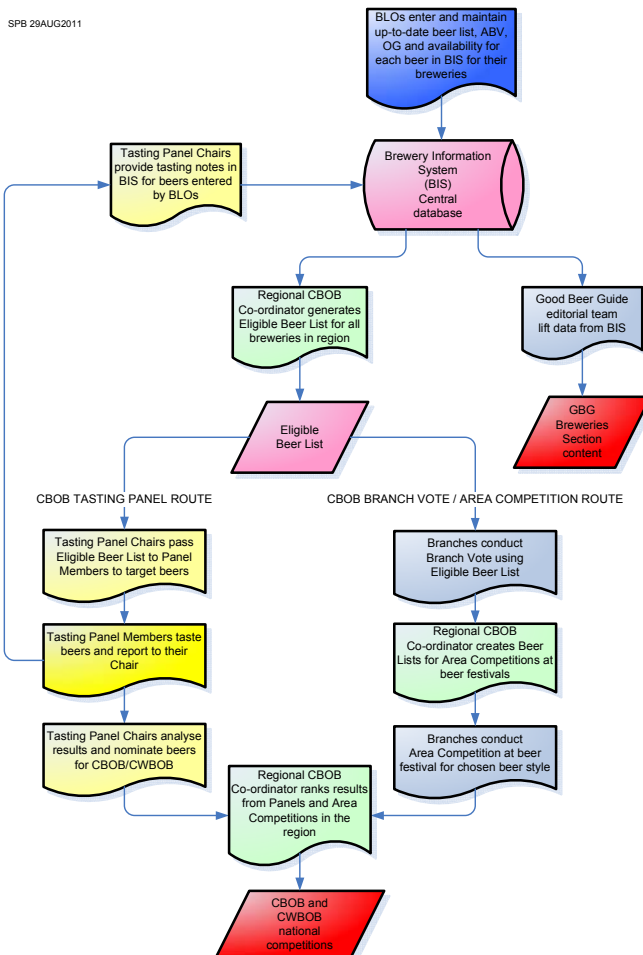 SPB 29AUG2011
BLOs enter and maintain
up-to-date beer list, ABV,
OG and availability for
each beer in BIS for their
breweries
Tasting Panel Chairs
provide tasting notes in
BIS for beers entered
by BLOs
Brewery Information
System
(BIS)
Central
database
Regional CBOB
Co-ordinator generates
Eligible Beer List for all
breweries in region
Good Beer Guide
editorial team
lift data from BIS
Eligible
Beer List
GBG
Breweries
Section
content
CBOB TASTING PANEL ROUTE
CBOB BRANCH VOTE / AREA COMPETITION ROUTE
Tasting Panel Chairs pass
Eligible Beer List to Panel
Members to target beers
Branches conduct
Branch Vote using
Eligible Beer List
Tasting Panel Members taste
beers and report to their
Chair
Regional CBOB
Co-ordinator creates Beer
Lists for Area Competitions at
beer festivals
Tasting Panel Chairs analyse
results and nominate beers
for CBOB/CWBOB
Branches conduct
Area Competition at beer
festival for chosen beer style
Regional CBOB
Co-ordinator ranks results
from Panels and Area
Competitions in the
region
CBOB and
CWBOB
national
competitions